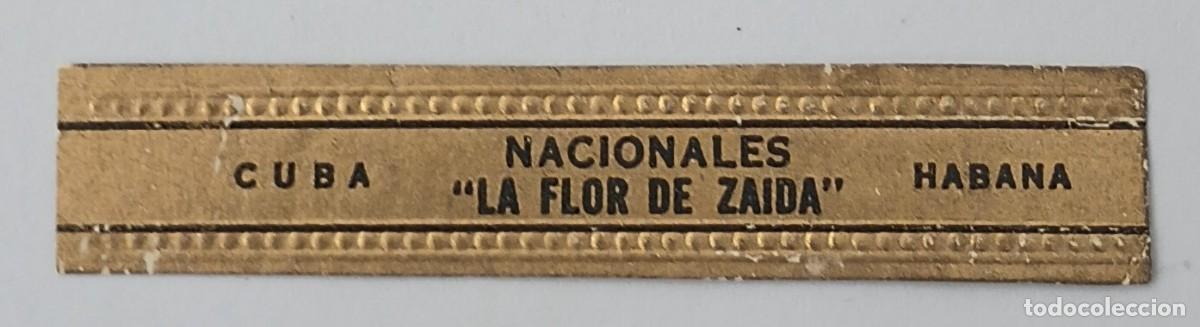 CUBA
NACIONALES
"LA FLOR DE ZAIDA"
HABANA
todocoleccion